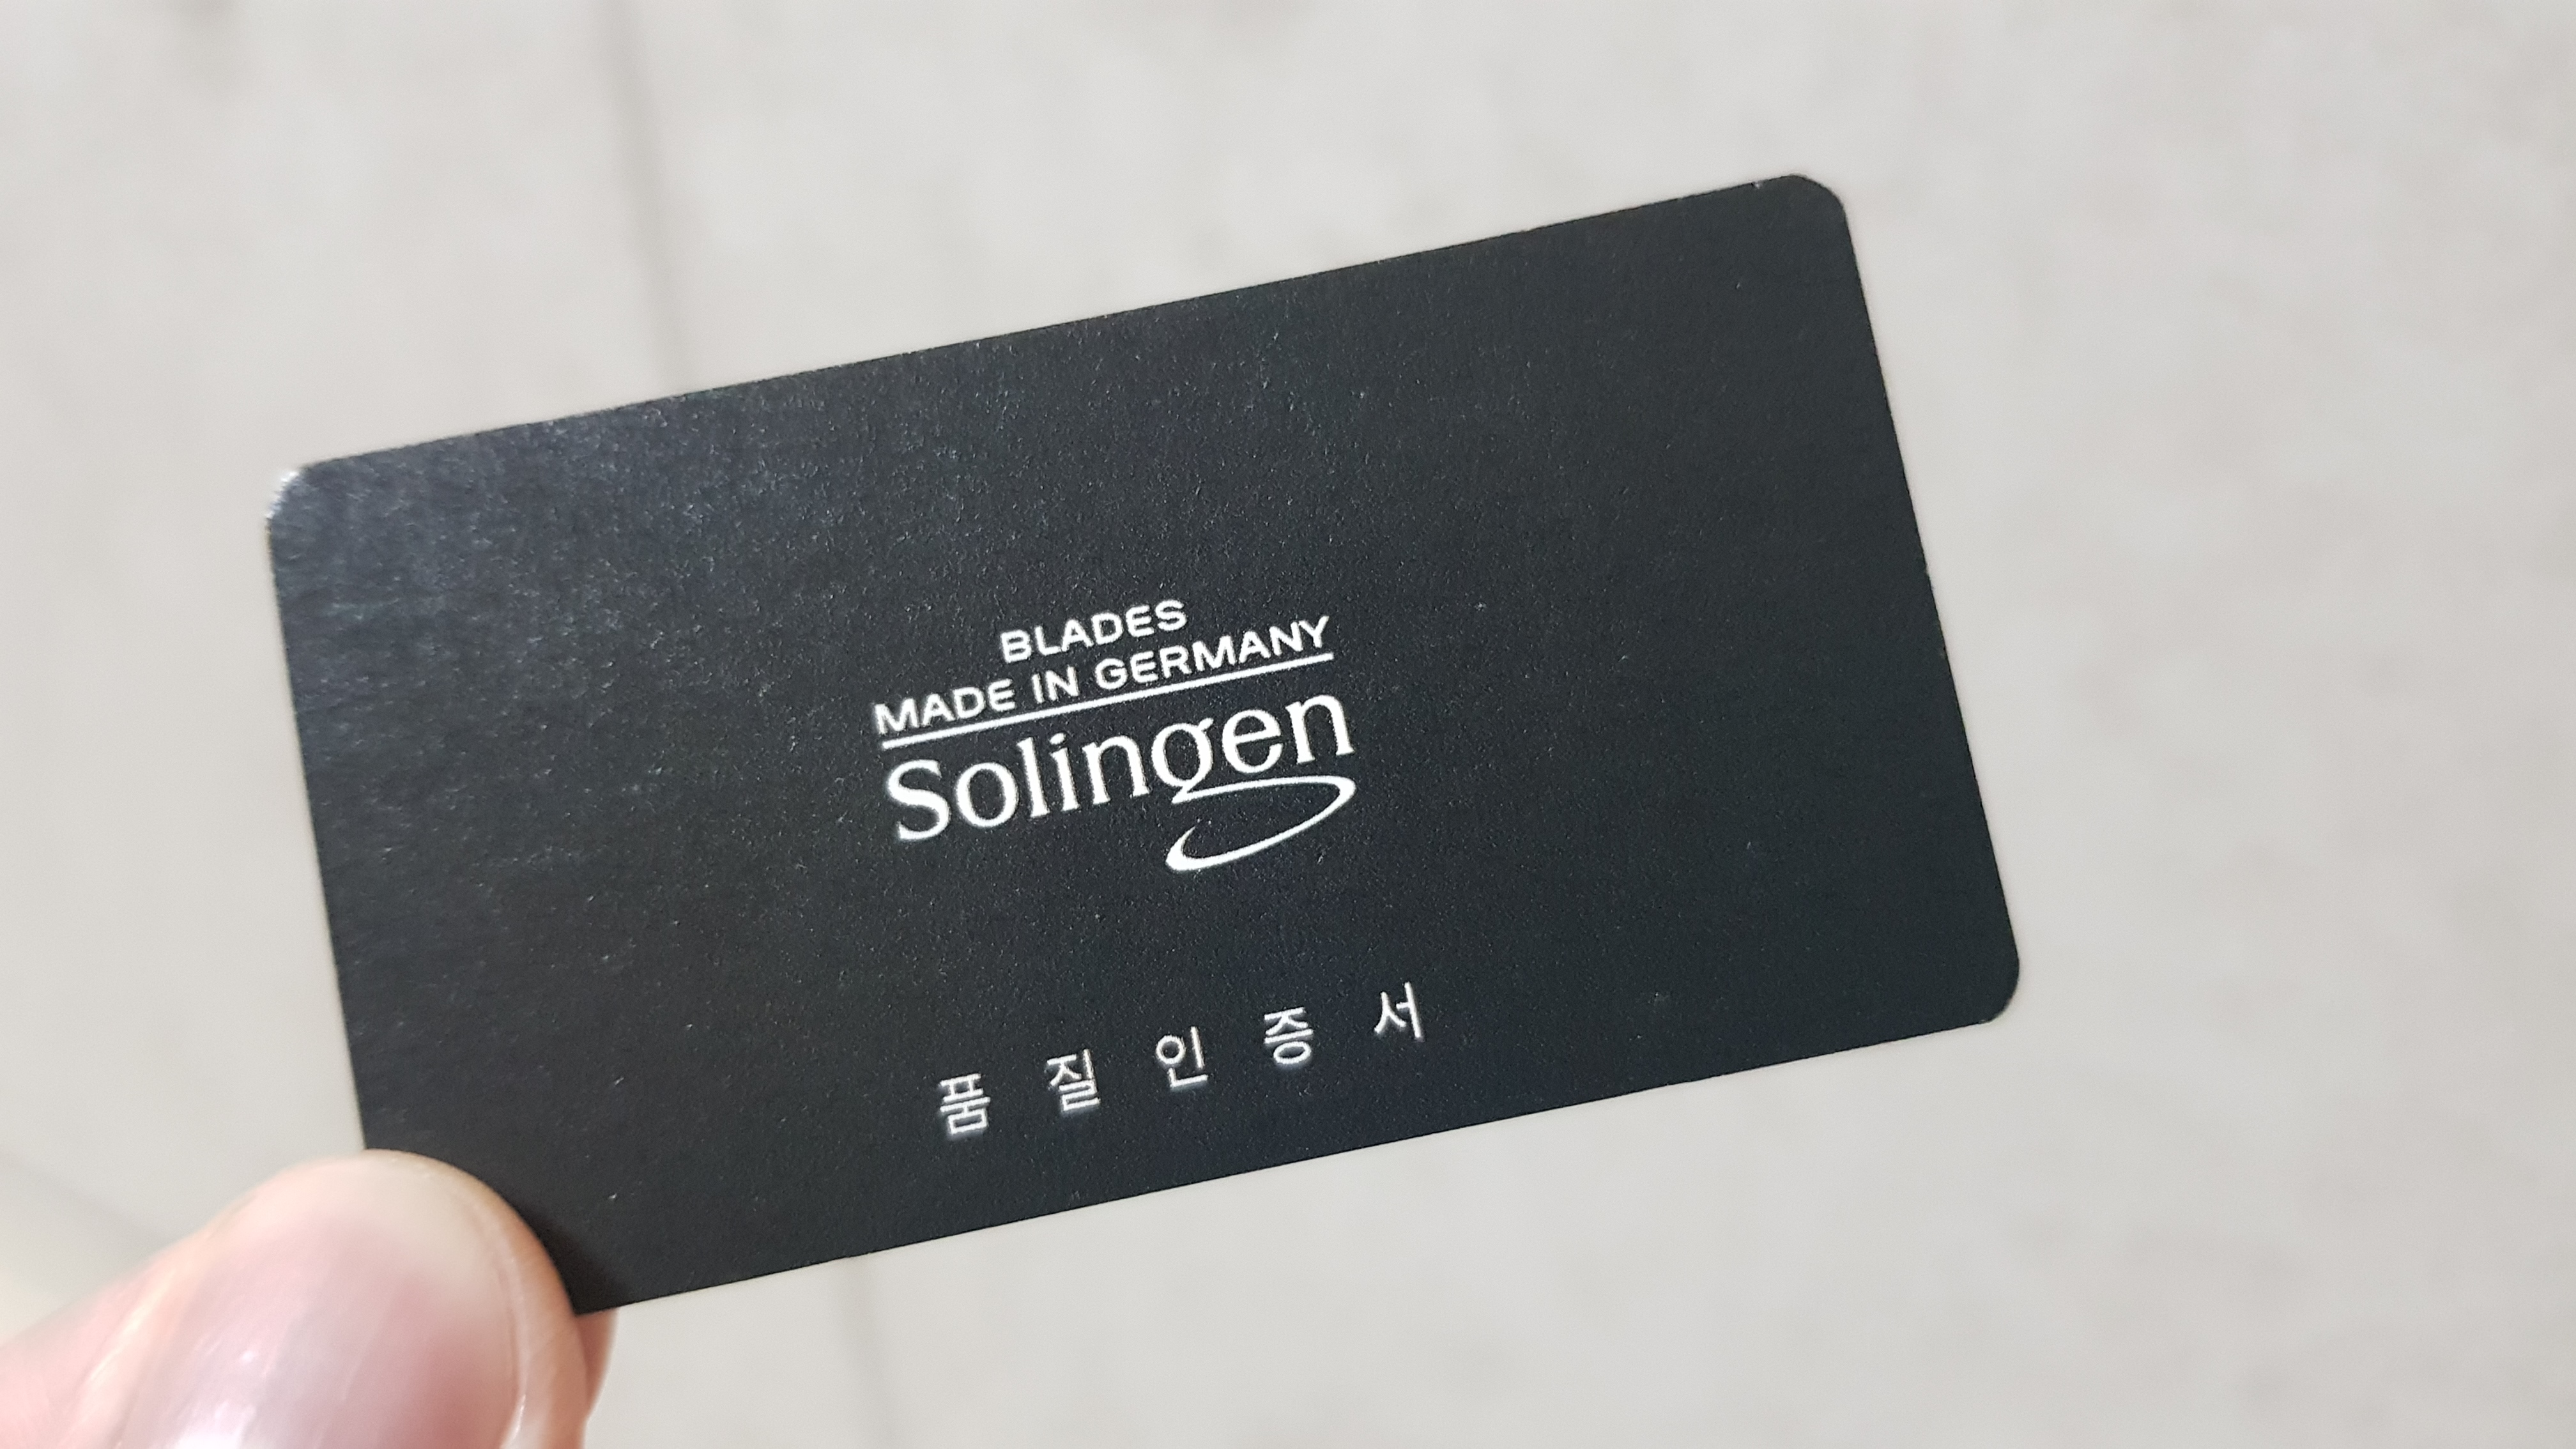 BLADES
MADE IN GERMANY
Solingen
품질인증서